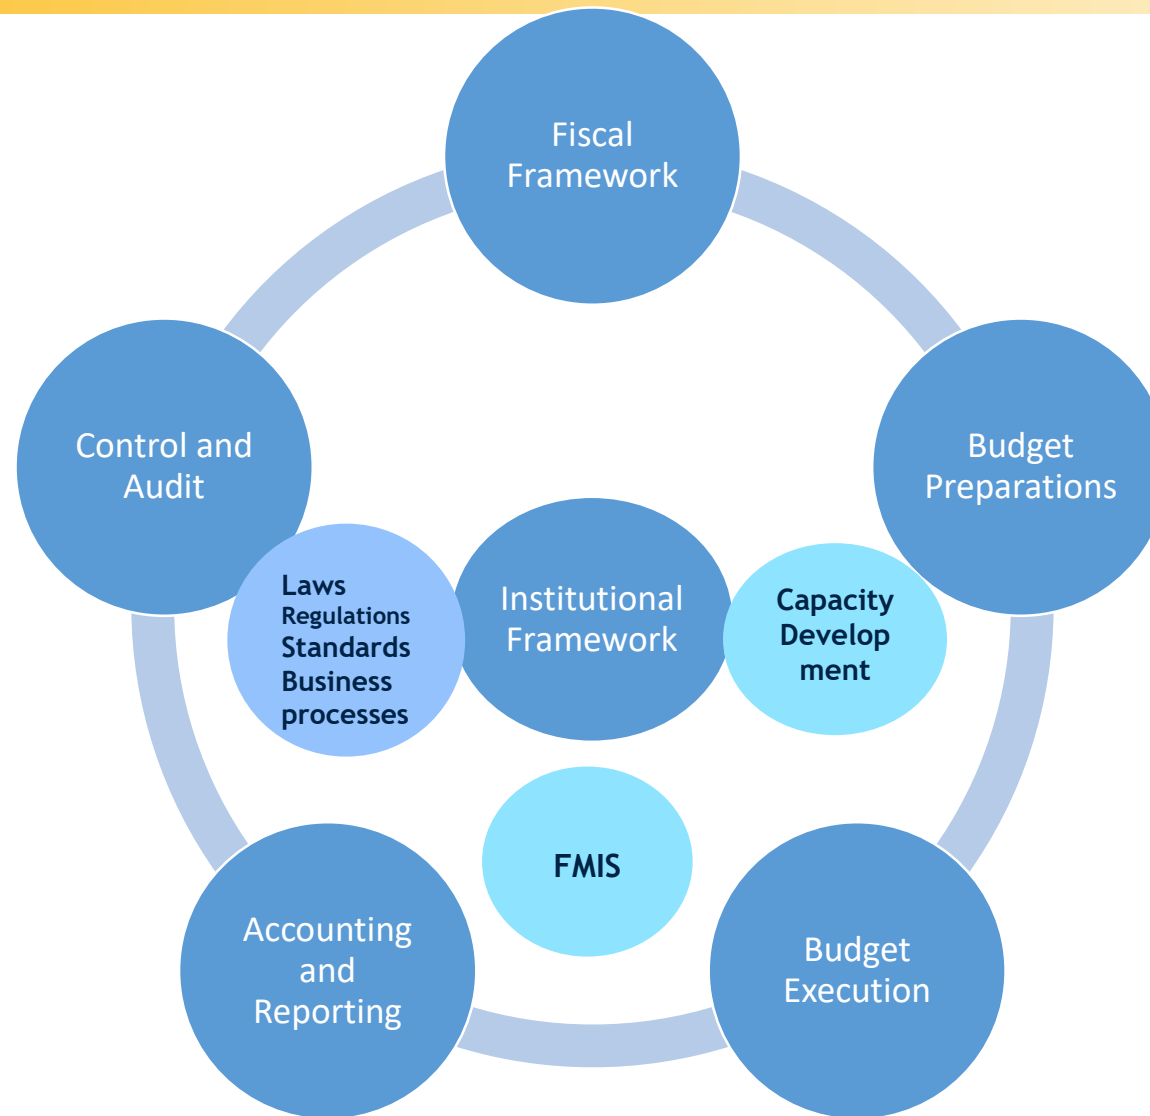 Fiscal
Framework
Control and
Audit
Budget
Preparations
Laws
Regulations
Standards
Business
processes
Institutional
Framework
Capacity
Develop
ment
FMIS
Accounting
and
Reporting
Budget
Execution